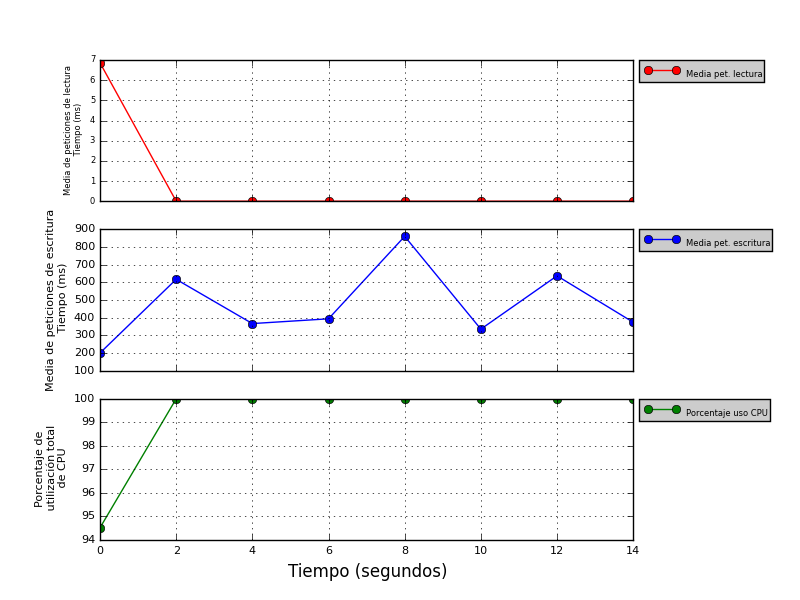 Media de peticiones de lectura
Tiempo (ms)
7
6
5
4
3
2
1
0
Media pet. lectura
Media de peticiones de escritura
Tiempo (ms)
900
800
700
600
500
400
300
200
100
Media pet. escritura
Porcentaje de
utilización total
de CPU
100
99
98
97
96
95
94
Porcentaje uso CPU
0 2 4 6 8 10 12 14
Tiempo (segundos)